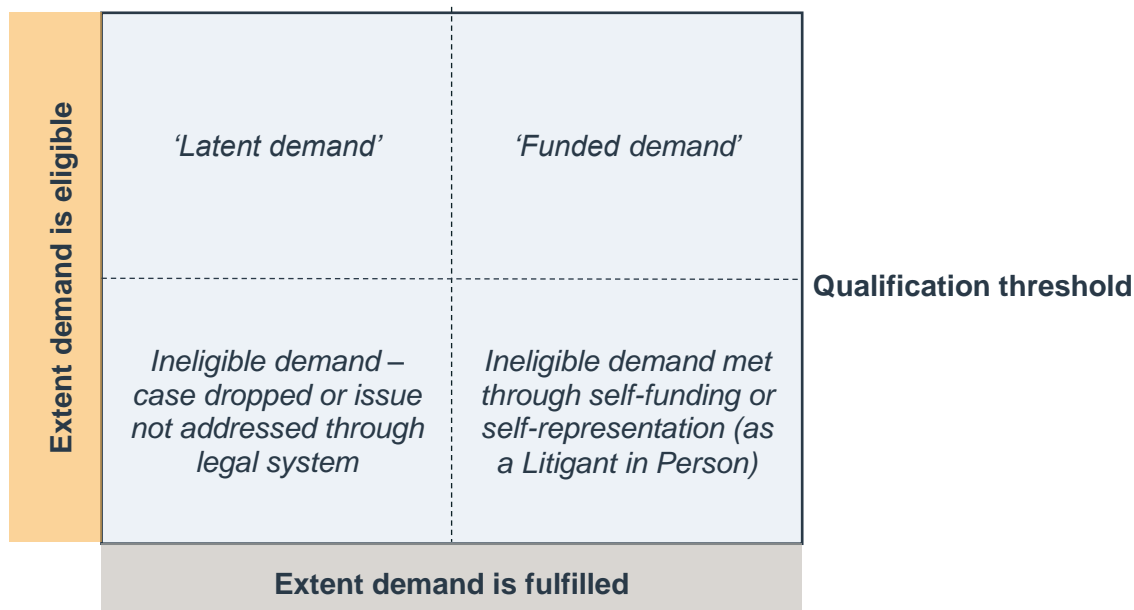 Extent demand is eligible
‘Latent demand’
‘Funded demand’
Qualification threshold
Ineligible demand –
case dropped or issue
not addressed through
legal system
Ineligible demand met
through self-funding or
self-representation (as
a Litigant in Person)
Extent demand is fulfilled